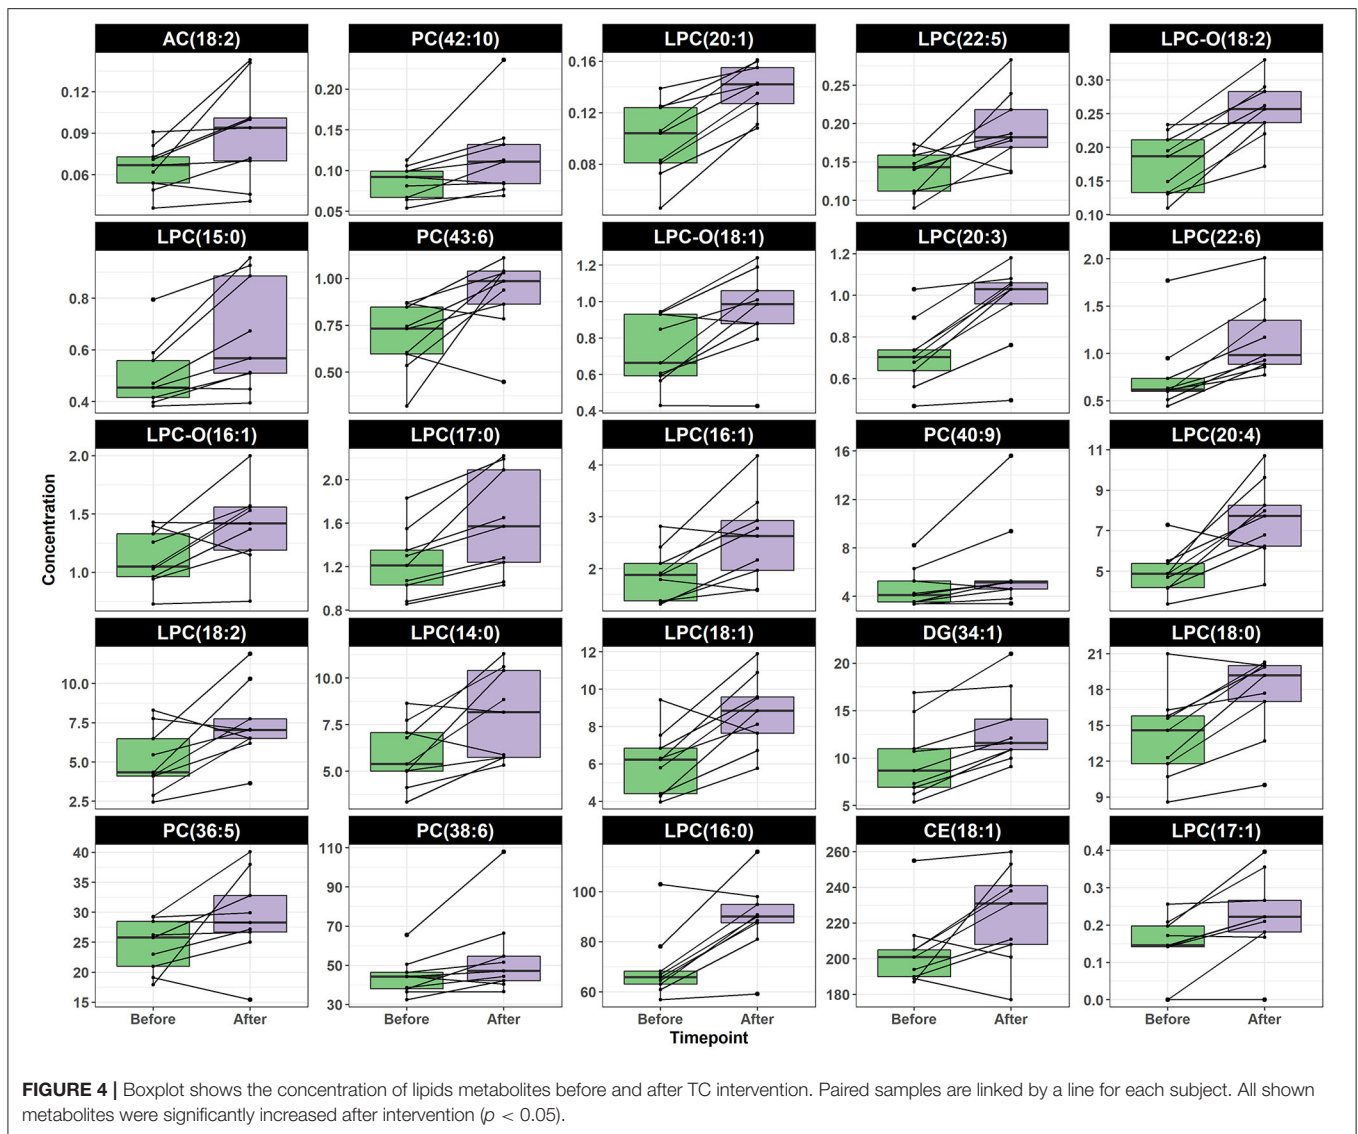 AC(18:2) PC(42:10) LPC(20:1) LPC(22:5) LPC-O(18:2)
0.12 0.09 0.06
0.20 0.15 0.10 0.05
0.16 0.12 0.08
0.25 0.20 0.15 0.10
0.30 0.25 0.20 0.15 0.10
LPC(15:0) PC(43:6) LPC-O(18:1) LPC(20:3) LPC(22:6)
0.8 0.6 0.4
1.00 0.75 0.50
1.2 1.0 0.8 0.6 0.4
1.2 1.0 0.8 0.6
2.0 1.5 1.0 0.5
LPC-O(16:1) LPC(17:0) LPC(16:1) PC(40:9) LPC(20:4)
2.0 1.5 1.0
2.0 1.6 1.2 0.8
4 3 2
16 12 8 4
11 9 7 5
Concentration
LPC(18:2) LPC(14:0) LPC(18:1) DG(34:1) LPC(18:0)
10.0 7.5 5.0 2.5
10.0 7.5 5.0
12 10 8 6 4
20 15 10 5
21 18 15 12 9
PC(36:5) PC(38:6) LPC(16:0) CE(18:1) LPC(17:1)
40 35 30 25 20 15
110 90 70 50 30
100 80 60
260 240 220 200 180
0.4 0.3 0.2 0.1 0.0
Before After Before After Before After Before After Before After
Timepoint
FIGURE 4 | Boxplot shows the concentration of lipids metabolites before and after TC intervention. Paired samples are linked by a line for each subject. All shown
metabolites were significantly increased after intervention (p < 0.05).